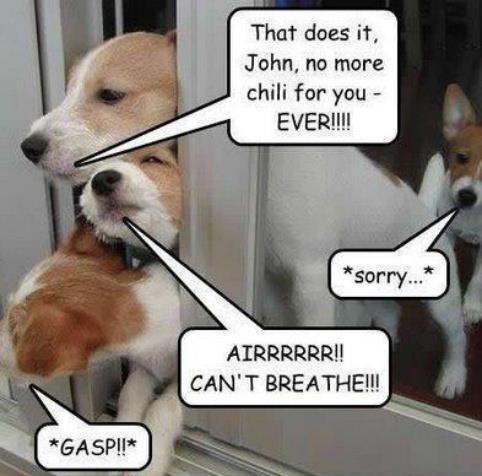 That does it,
John, no more
chili for you -
EVER!!!!
*sorry...*
AIRRRRRR!!
CAN'T BREATHE!!!
*GASP!!*